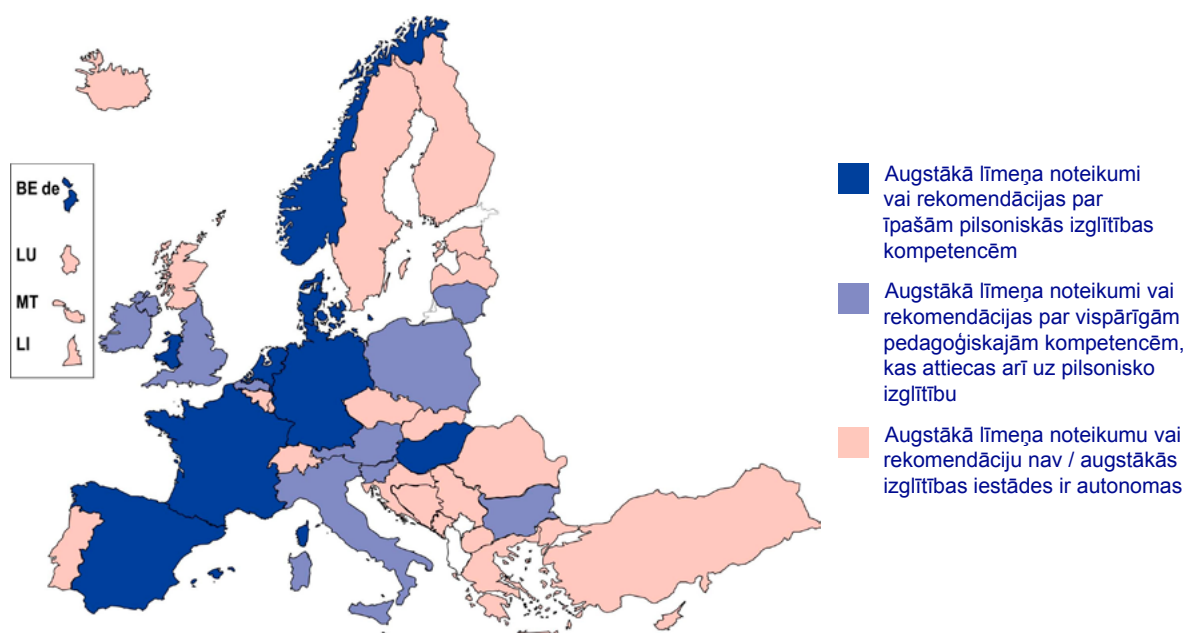 BE de
LU
MT
LI
Augstākā līmeņa noteikumi
vai rekomendācijas par
īpašām pilsoniskās izglītības
kompetencēm
Augstākā līmeņa noteikumi vai
rekomendācijas par vispārīgām
pedagoģiskajām kompetencēm,
kas attiecas arī uz pilsonisko
izglītību
Augstākā līmeņa noteikumu vai
rekomendāciju nav / augstākās
izglītības iestādes ir autonomas